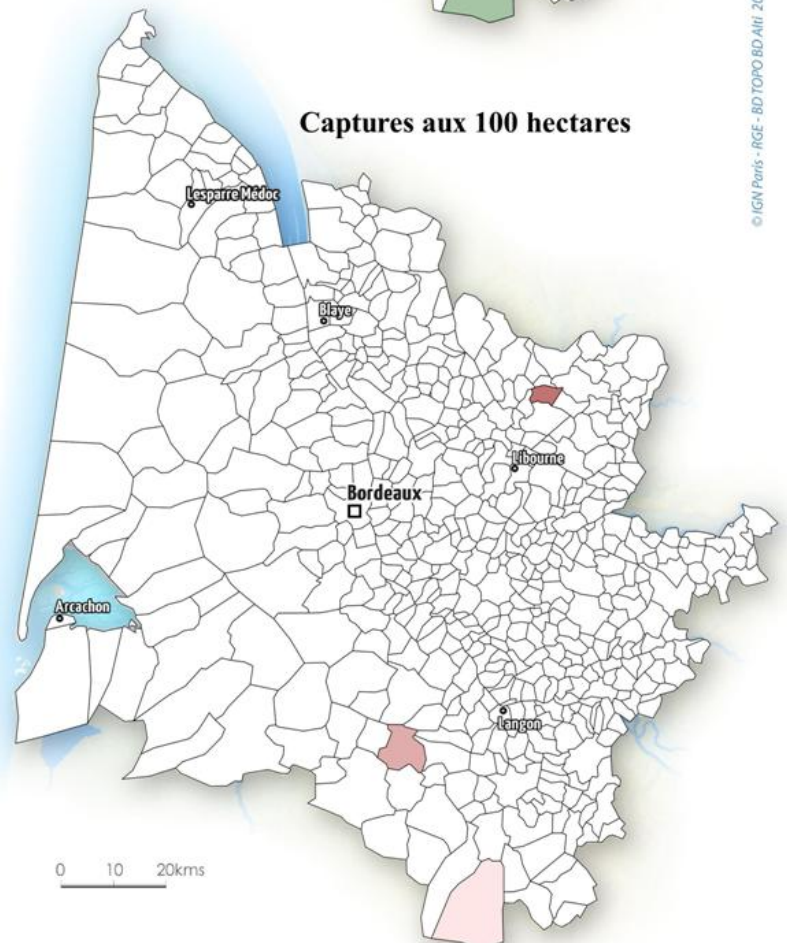 Captures aux 100 hectares
© IGN Paris - RGE - BD TOPO BD Alti
Lesparre Médoc
Blaye
Libourne
Bordeaux
Arcachon
Langon
0 10 20kms